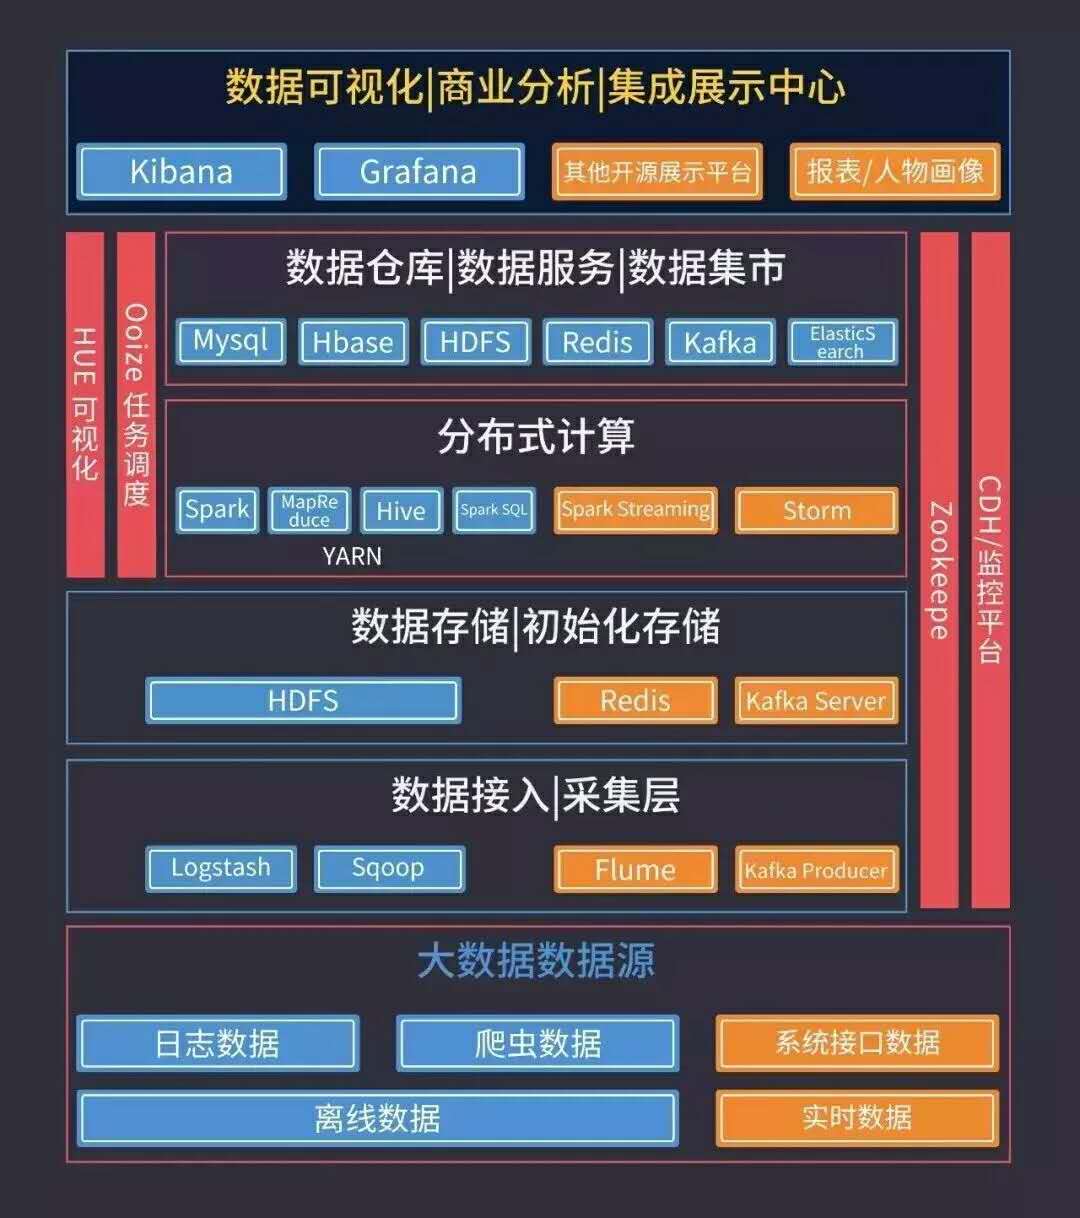 数据可视化|商业分析|集成展示中心
Kibana
Grafana
其他开源展示平台
报表/人物画像
HUE 可视化
Ooize 任务调度
数据仓库|数据服务|数据集市
Mysql
Hbase
HDFS
Redis
Kafka
ElasticS
earch
分布式计算
Spark
MapRe
duce
Hive
Spark SQL
Spark Streaming
Storm
YARN
Zookeepe
CDH/监控平台
数据存储|初始化存储
HDFS
Redis
Kafka Server
数据接入|采集层
Logstash
Sqoop
Flume
Kafka Producer
大数据数据源
日志数据
爬虫数据
系统接口数据
离线数据
实时数据